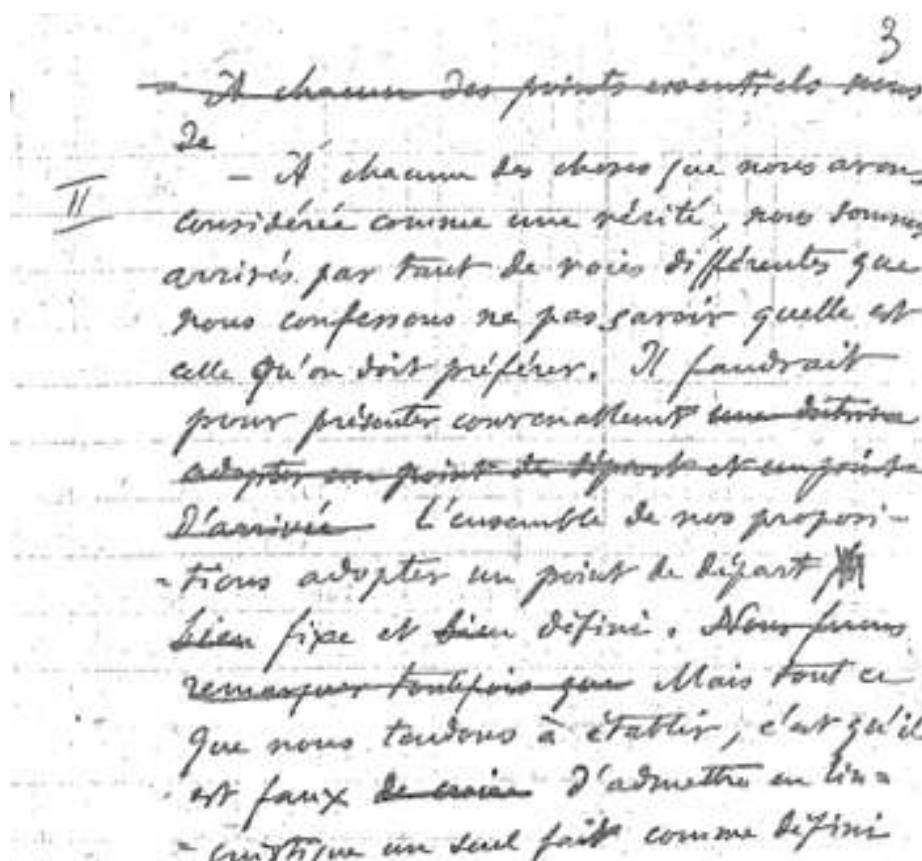 3
- A chacun des points essentiels nous
De
II
- A chacune des choses que nous avons
considérée comme une vérité, nous sommes
arrivés par tant de voies différentes que
nous confessons ne pas savoir quelle est
celle qu'on doit préférer. Il faudrait
pour présenter convenablement une
adopter un point de départ et un point
d'arrivée L'ensemble de nos proposi-
-tions adopter un point de départ
bien fixe et bien défini. Nous ferons
remarquer toutefois que Mais tout ce
que nous tendons à établir, c'est qu'il
est faux de croire d'admettre en lin=
=guistique un seul fait comme défini